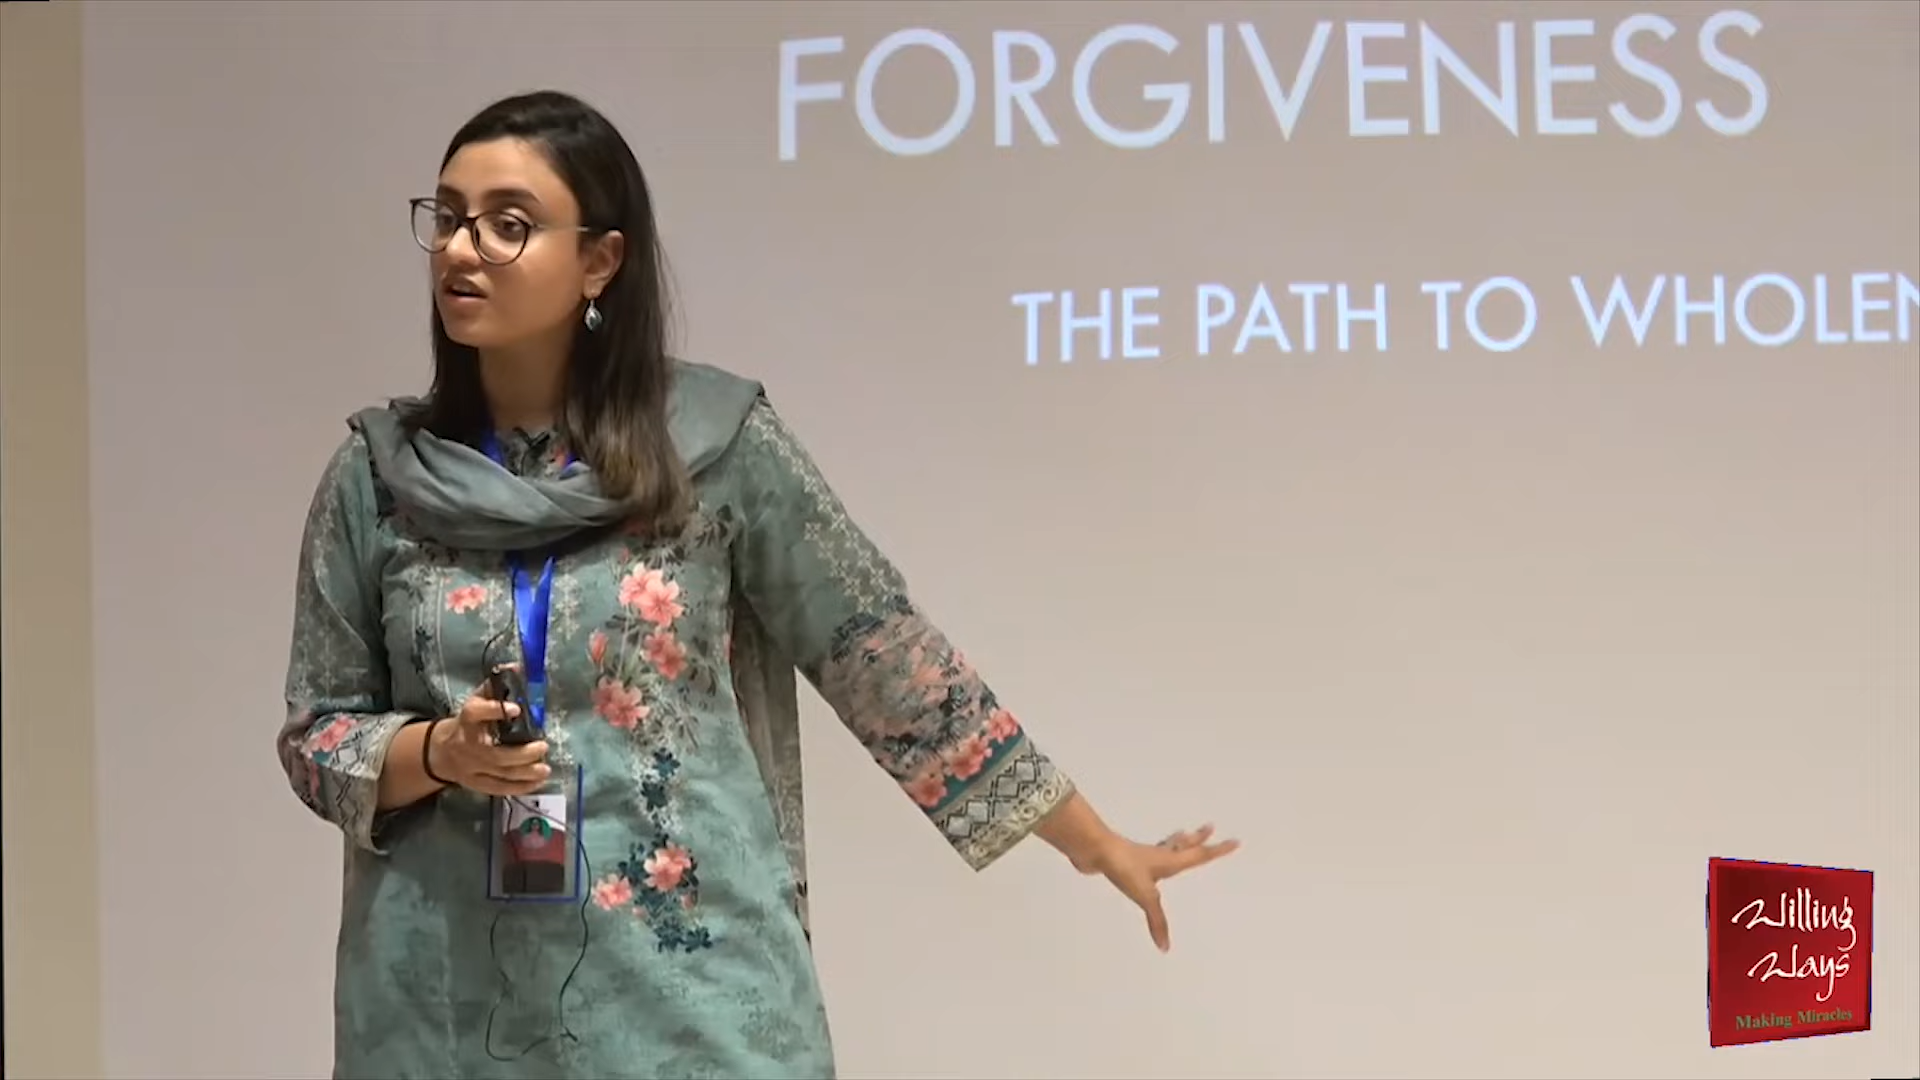 FORGIVENESS
THE PATH TO WHOLEN
Willing
Ways
Making Miracles